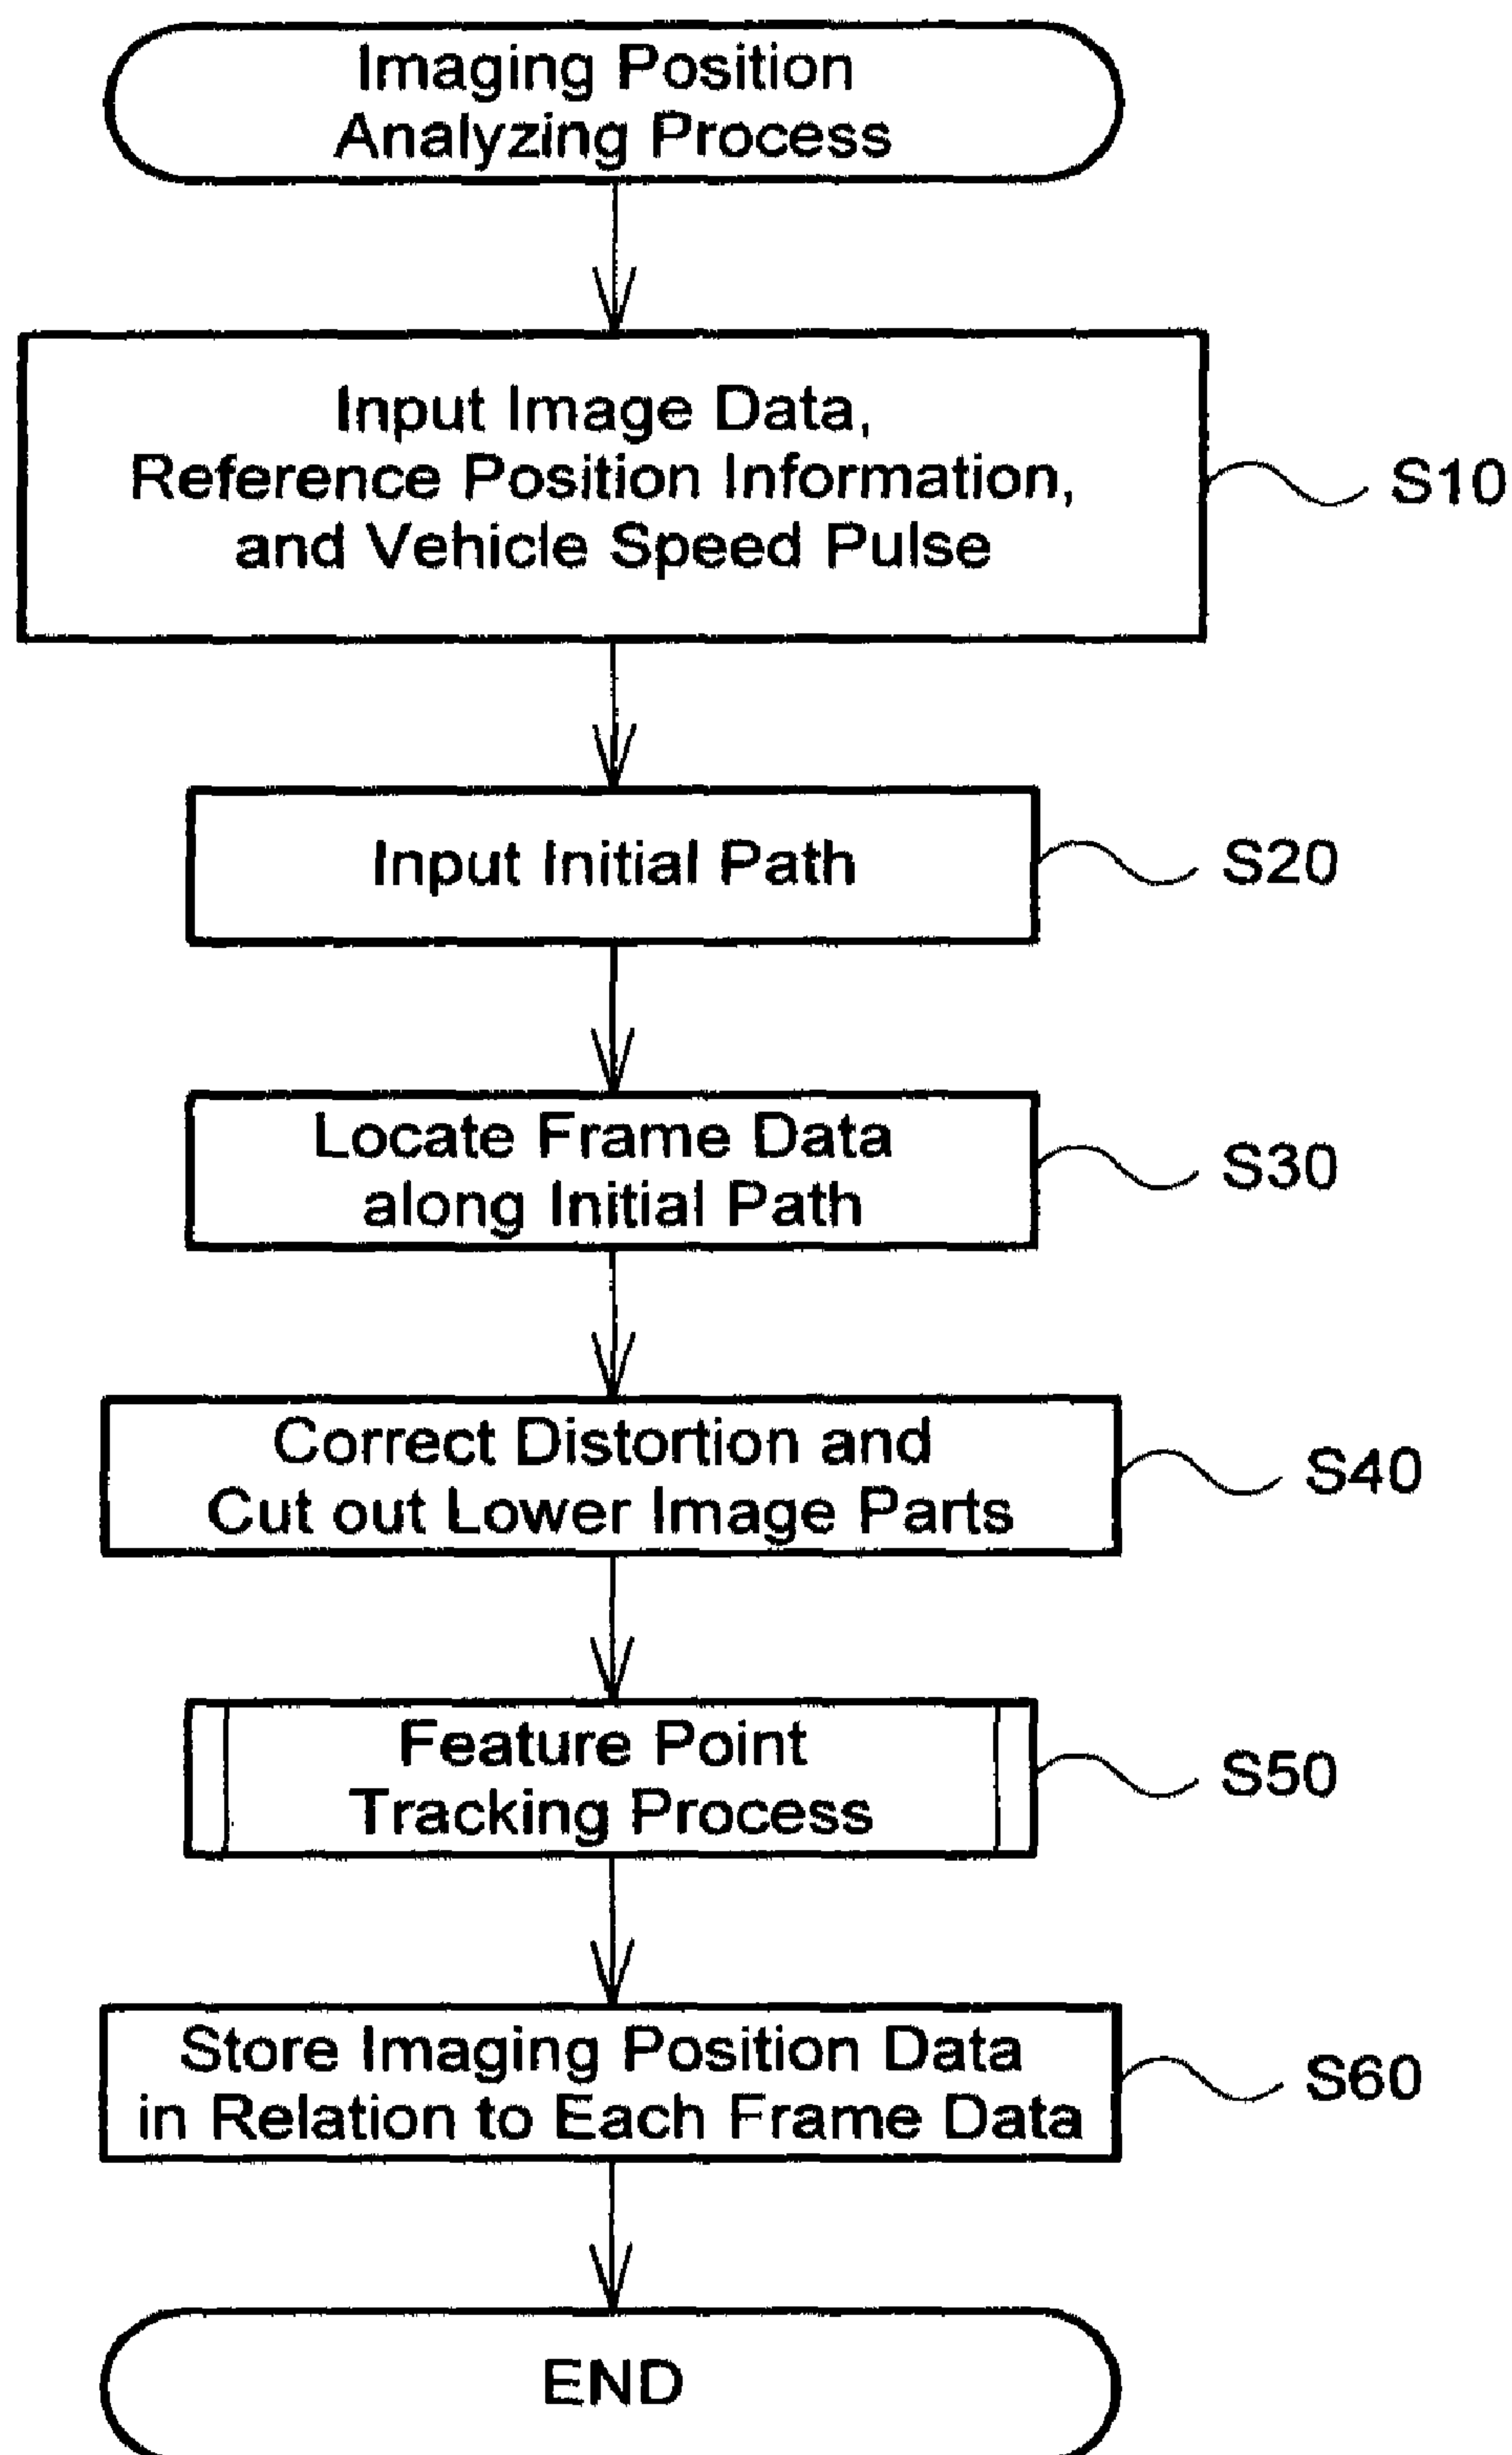 Imaging Position
Analyzing Process
Input Image Data,
Reference Position Information,
and Vehicle Speed Pulse
S10
Input Initial Path
S20
Locate Frame Data
along Initial Path
S30
Correct Distortion and
Cut out Lower Image Parts
S40
Feature Point
Tracking Process
S50
Store Imaging Position Data
in Relation to Each Frame Data
S60
END